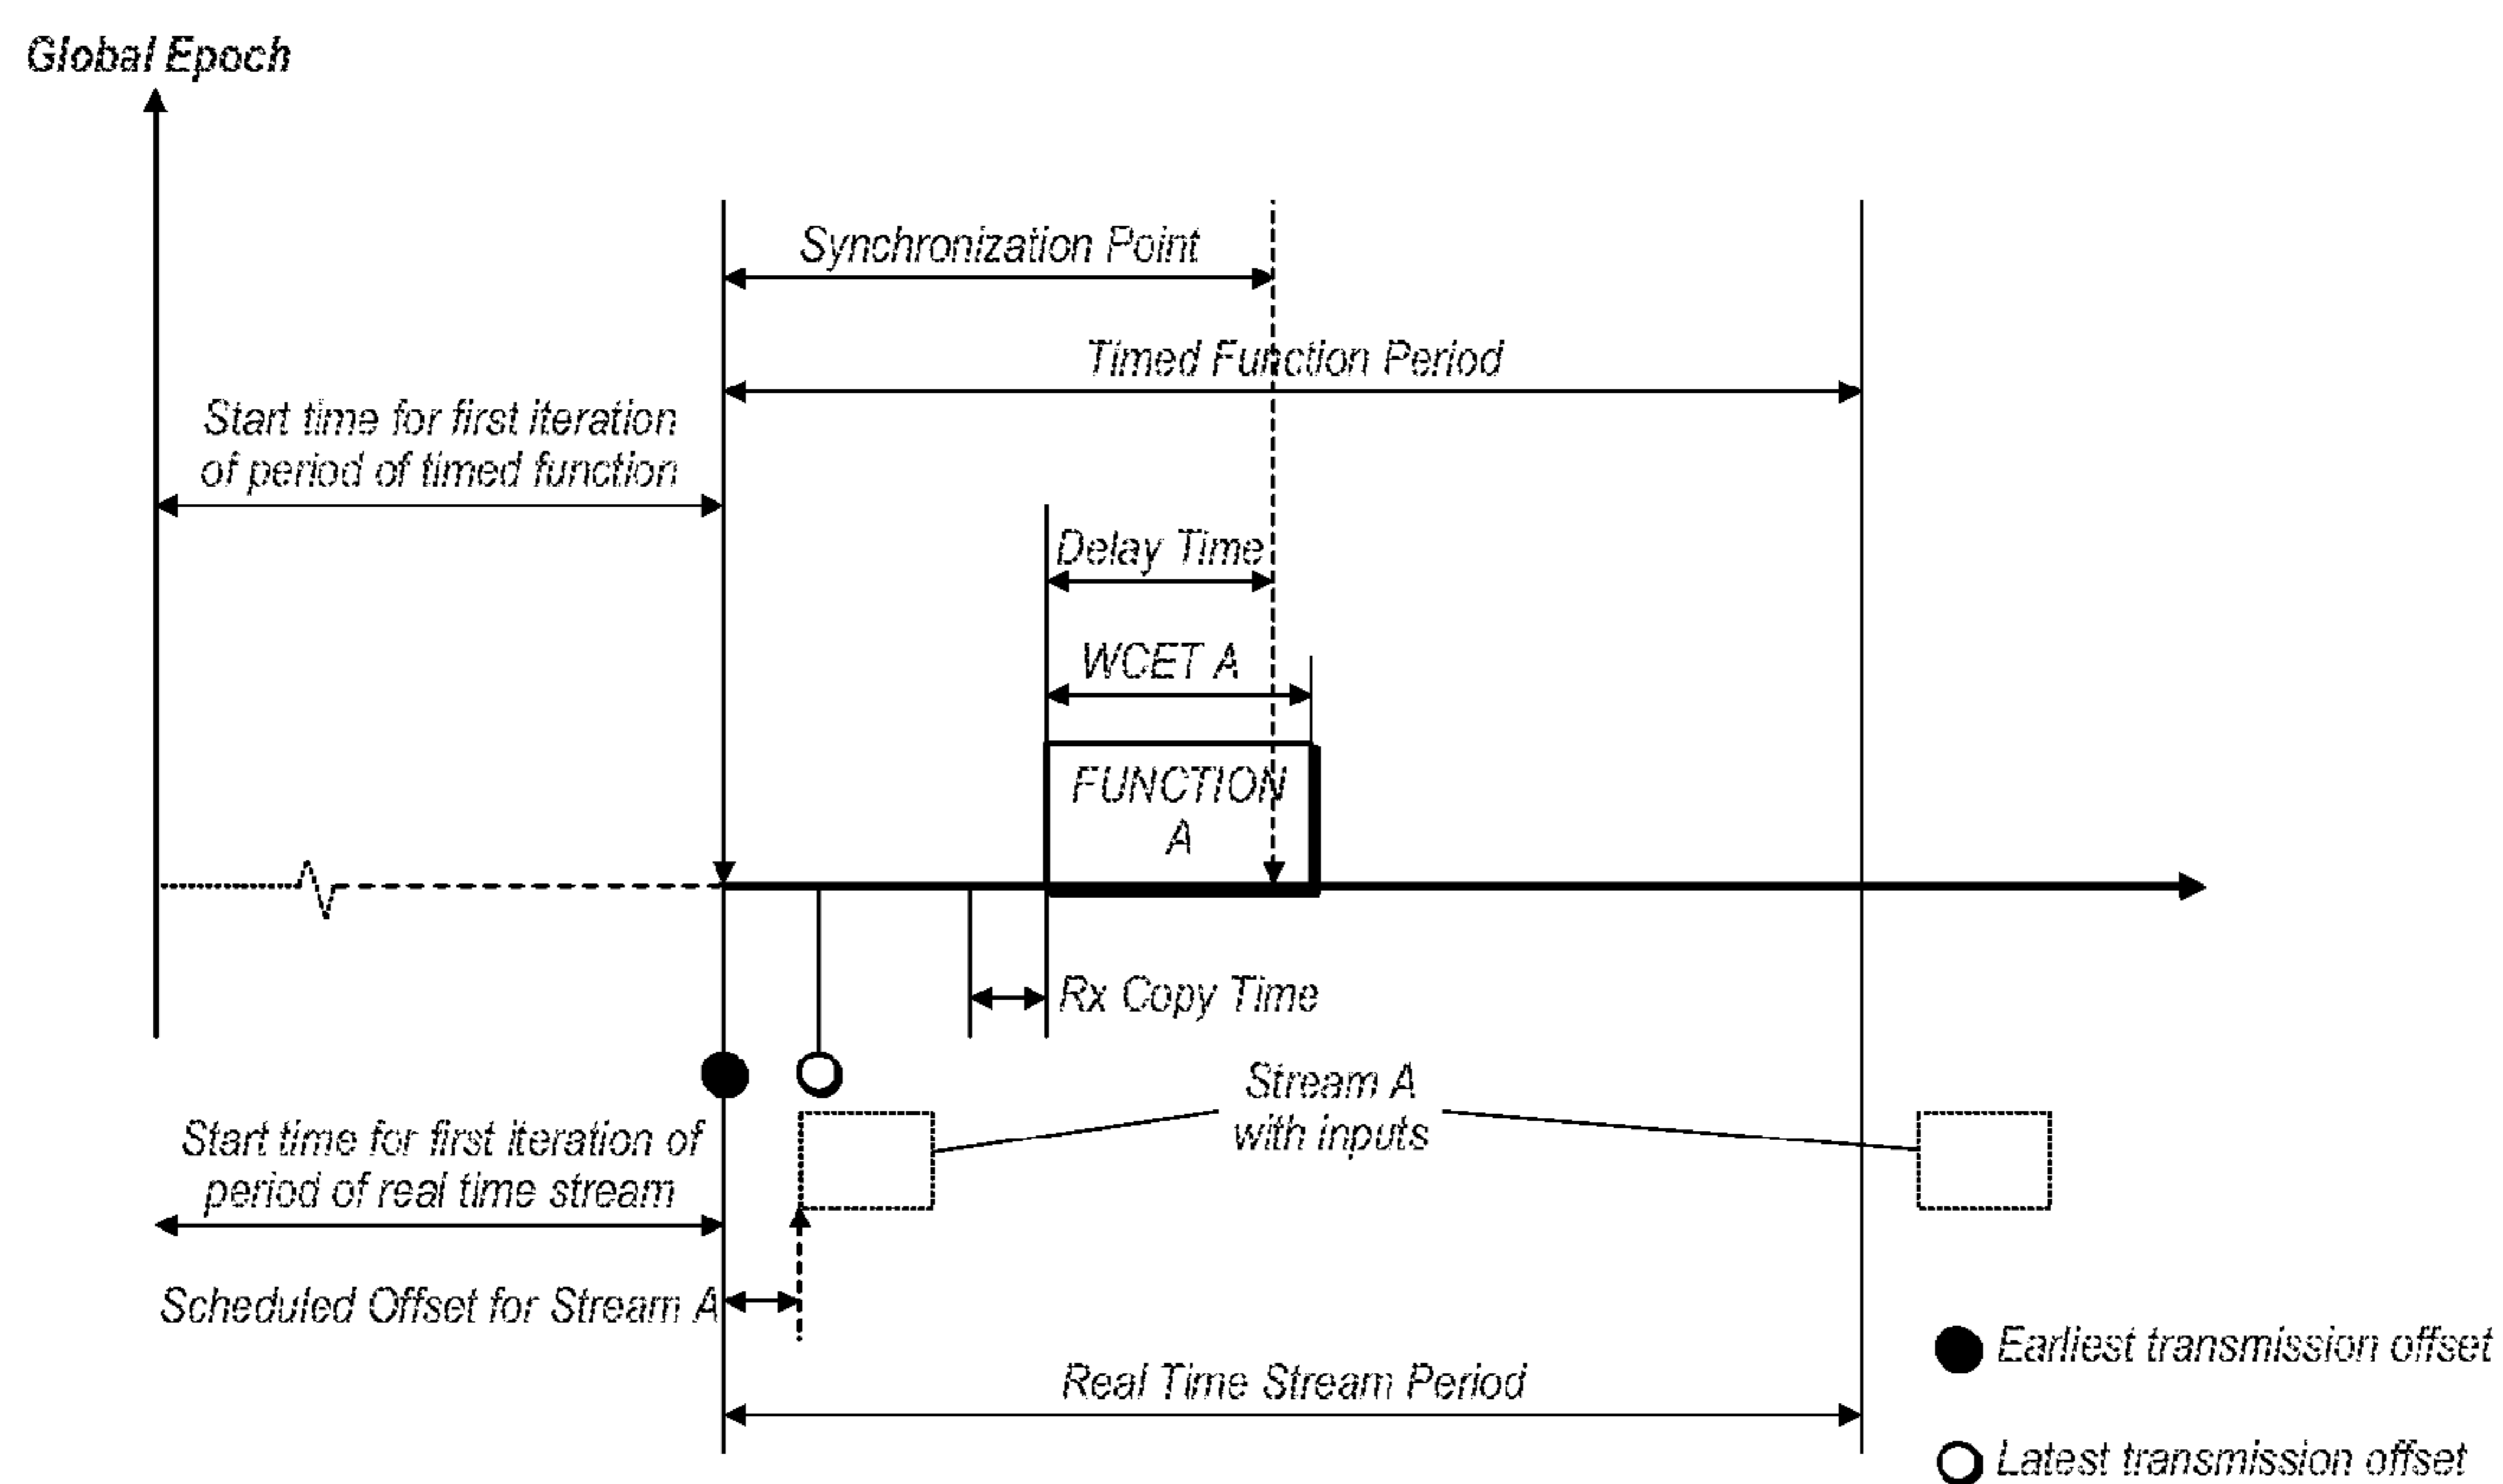 Global Epoch
Synchronization Point
Timed Function Period
Start time for first iteration
of period of timed function
Delay Time
WCET A
FUNCTION
A
Rx Copy Time
Stream A
with inputs
Start time for first iteration of
period of real time stream
Scheduled Offset for Stream A
Earliest transmission offset
Real Time Stream Period
Latest transmission offset